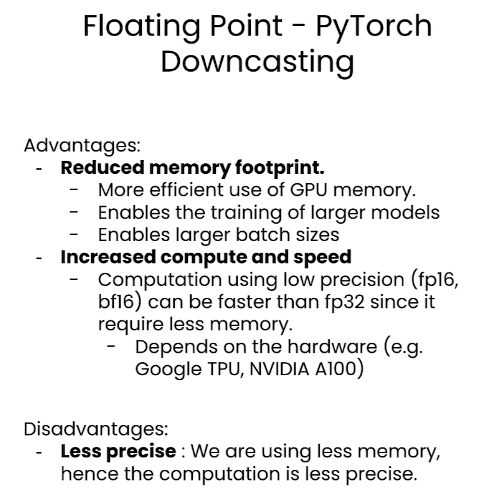 Floating Point - PyTorch
Downcasting
Advantages:
- Reduced memory footprint.
- More efficient use of GPU memory.
- Enables the training of larger models
- Enables larger batch sizes
- Increased compute and speed
- Computation using low precision (fp16,
bf16) can be faster than fp32 since it
require less memory.
- Depends on the hardware (e.g.
Google TPU, NVIDIA A100)
Disadvantages:
- Less precise : We are using less memory,
hence the computation is less precise.